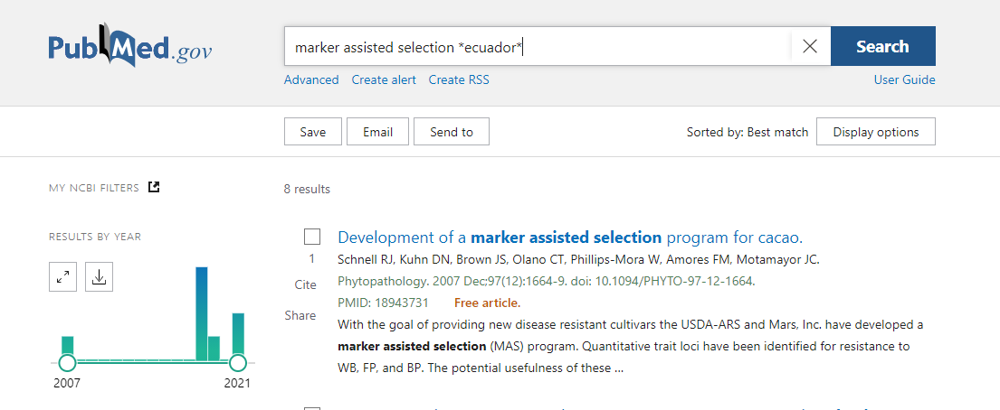 PubMed.gov
marker assisted selection *ecuador*
Search
Advanced Create alert Create RSS User Guide
Save Email Send to Sorted by: Best match Display options
MY NCBI FILTERS
8 results
RESULTS BY YEAR
Development of a marker assisted selection program for cacao.
1 Schnell RJ, Kuhn DN, Brown JS, Olano CT, Phillips-Mora W, Amores FM, Motamayor JC.
Cite Phytopathology. 2007 Dec;97(12):1664-9. doi: 10.1094/PHYTO-97-12-1664.
PMID: 18943731 Free article.
Share
With the goal of providing new disease resistant cultivars the USDA-ARS and Mars, Inc. have developed a
marker assisted selection (MAS) program. Quantitative trait loci have been identified for resistance to
WB, FP, and BP. The potential usefulness of these ...
2007 2021